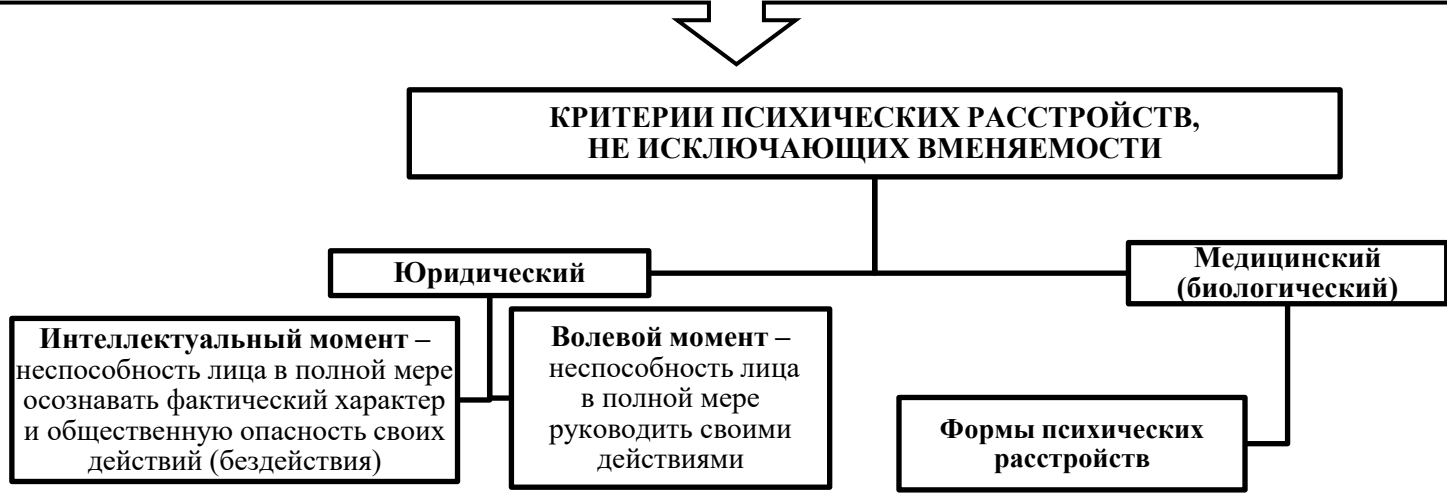 КРИТЕРИИ ПСИХИЧЕСКИХ РАССТРОЙСТВ,
НЕ ИСКЛЮЧАЮЩИХ ВМЕНЯЕМОСТИ
Юридический
Медицинский
(биологический)
Интеллектуальный момент –
неспособность лица в полной мере
осознавать фактический характер
и общественную опасность своих
действий (бездействия)
Волевой момент –
неспособность лица
в полной мере
руководить своими
действиями
Формы психических
расстройств